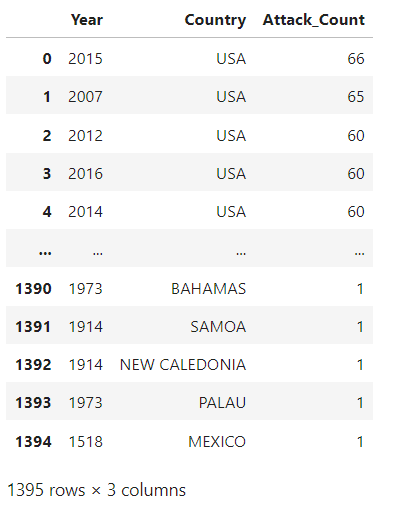 Year Country Attack_Count
0 2015 USA 66
1 2007 USA 65
2 2012 USA 60
3 2016 USA 60
4 2014 USA 60
... ... ... ...
1390 1973 BAHAMAS 1
1391 1914 SAMOA 1
1392 1914 NEW CALEDONIA 1
1393 1973 PALAU 1
1394 1518 MEXICO 1
1395 rows × 3 columns